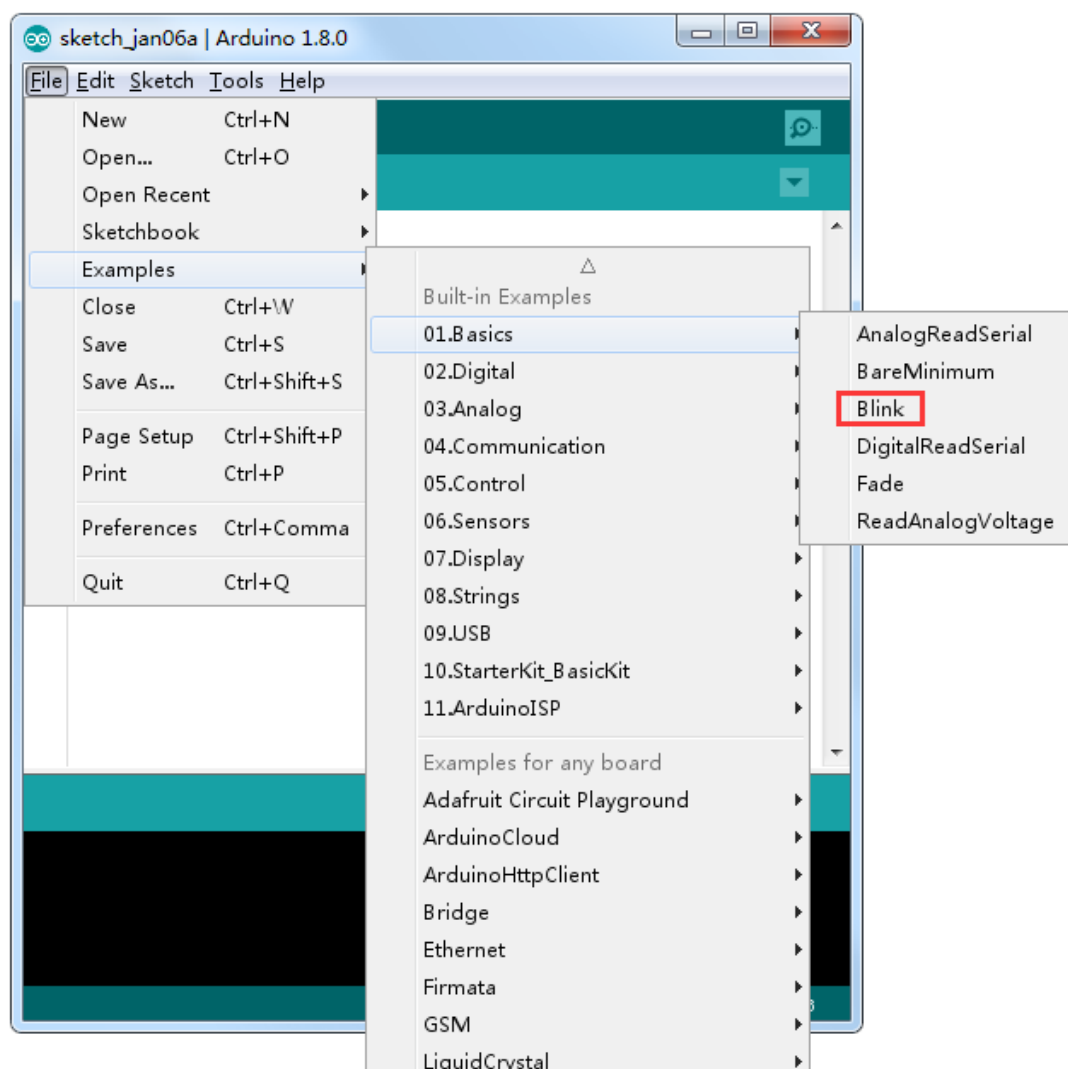 sketch_jan06a | Arduino 1.8.0
File Edit Sketch Tools Help
New Ctrl+N
Open... Ctrl+O
Open Recent
Sketchbook
Examples
Close Ctrl+W
Save Ctrl+S
Save As... Ctrl+Shift+S
Page Setup Ctrl+Shift+P
Print Ctrl+P
Preferences Ctrl+Comma
Quit Ctrl+Q
Built-in Examples
01.Basics
02.Digital
03.Analog
04.Communication
05.Control
06.Sensors
07.Display
08.Strings
09.USB
10.StarterKit_BasicKit
11.ArduinoISP
Examples for any board
Adafruit Circuit Playground
ArduinoCloud
ArduinoHttpClient
Bridge
Ethernet
Firmata
GSM
LiquidCrystal
AnalogReadSerial
BareMinimum
Blink
DigitalReadSerial
Fade
ReadAnalogVoltage